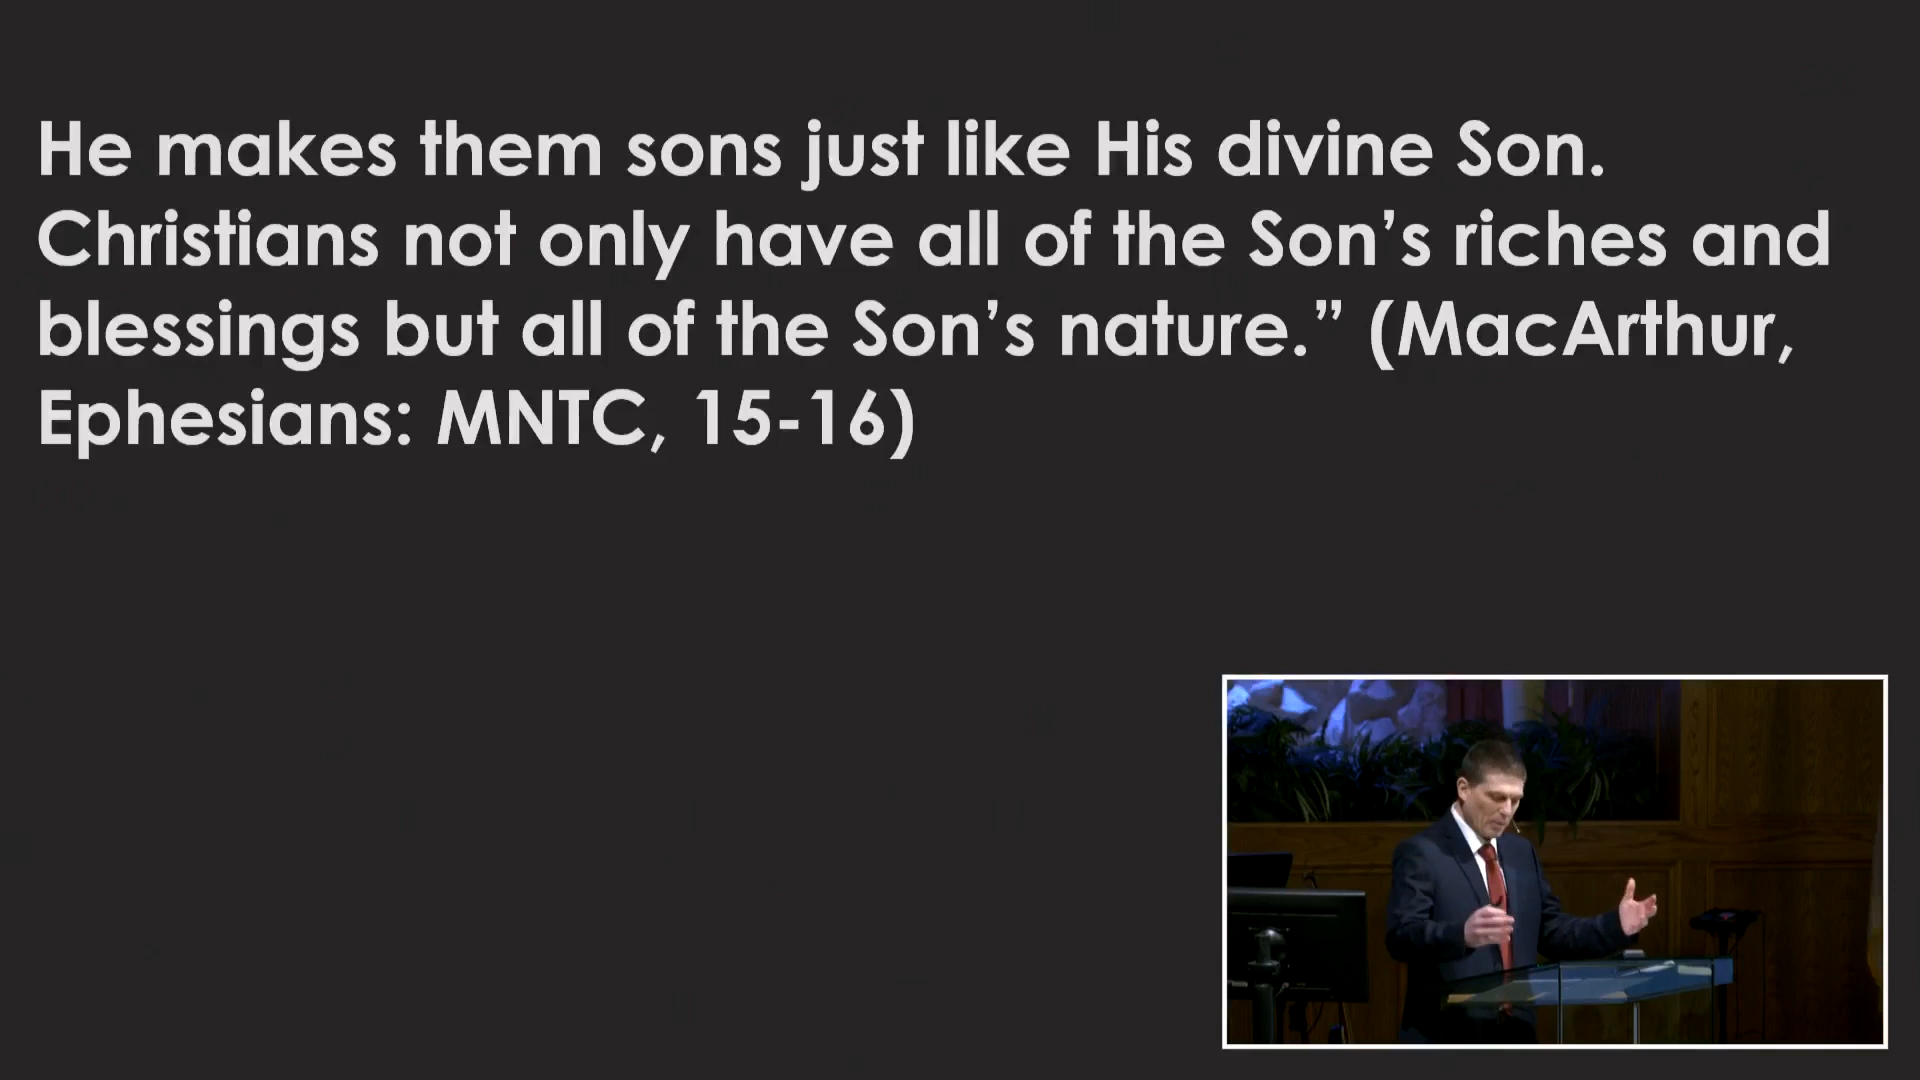 He makes them sons just like His divine Son.
Christians not only have all of the Son’s riches and
blessings but all of the Son’s nature.” (MacArthur,
Ephesians: MNTC, 15-16)